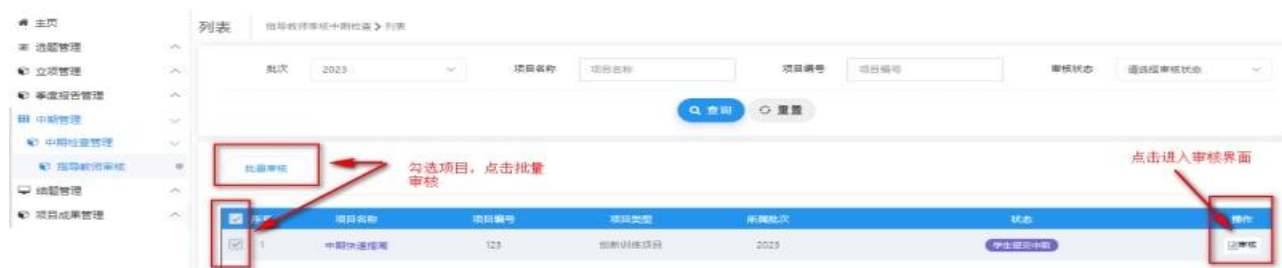 主页
列表
指导教师审核中期检查 > 列表
选题管理
立项管理
季度报告管理
中期管理
中期检查管理
指导教师审核
结题管理
项目成果管理
批次
2023
项目名称
项目名称
项目编号
项目编号
审核状态
请选择审核状态
查询
重置
批量审核
勾选项目，点击批量
审核
点击进入审核界面
序号
项目名称
项目编号
项目类型
所属批次
状态
操作
1
中期快速指南
123
创新训练项目
2023
学生提交中期
审核